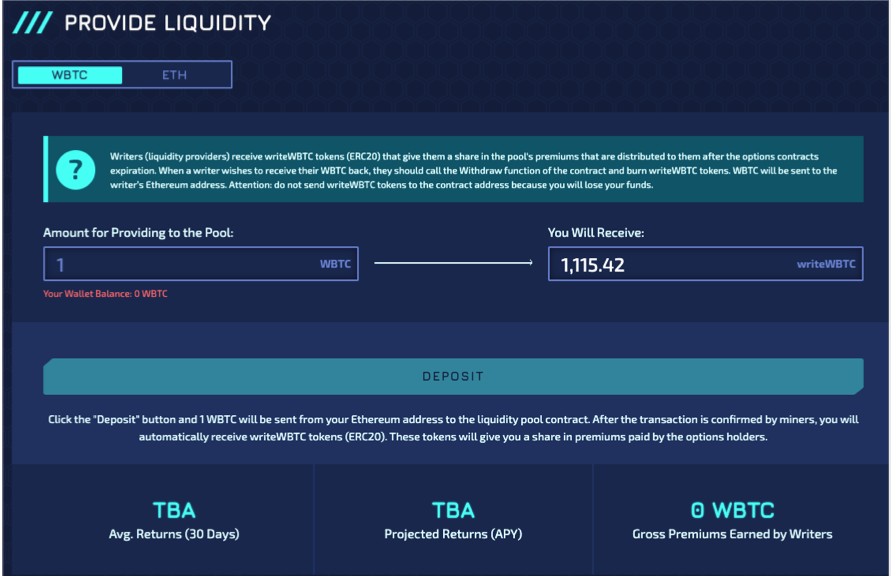 /// PROVIDE LIQUIDITY
WBTC ETH
?
Writers (liquidity providers) receive writeWBTC tokens (ERC20) that give them a share in the pool's premiums that are distributed to them after the options contracts
expiration. When a writer wishes to receive their WBTC back, they should call the Withdraw function of the contract and burn writeWBTC tokens. WBTC will be sent to the
writer's Ethereum address. Attention: do not send writeWBTC tokens to the contract address because you will lose your funds.
Amount for Providing to the Pool: You Will Receive:
1 WBTC 1,115.42 writeWBTC
Your Wallet Balance: 0 WBTC
DEPOSIT
Click the "Deposit" button and 1 WBTC will be sent from your Ethereum address to the liquidity pool contract. After the transaction is confirmed by miners, you will
automatically receive writeWBTC tokens (ERC20). These tokens will give you a share in premiums paid by the options holders.
TBA TBA 0 WBTC
Avg. Returns (30 Days) Projected Returns (APY) Gross Premiums Earned by Writers